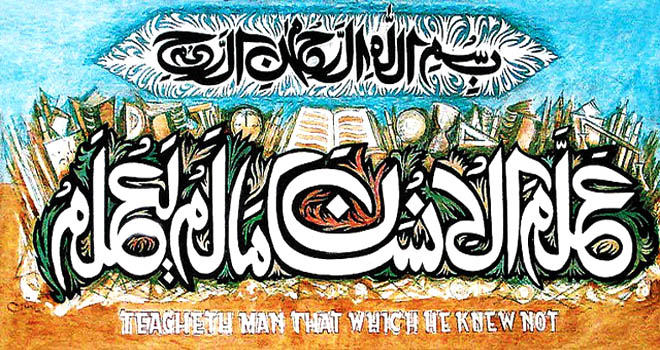 بسم الله الرحمن الرحيم
علم الانسان ما لم يعلم
TEACHETH MAN THAT WHICH HE KNEW NOT